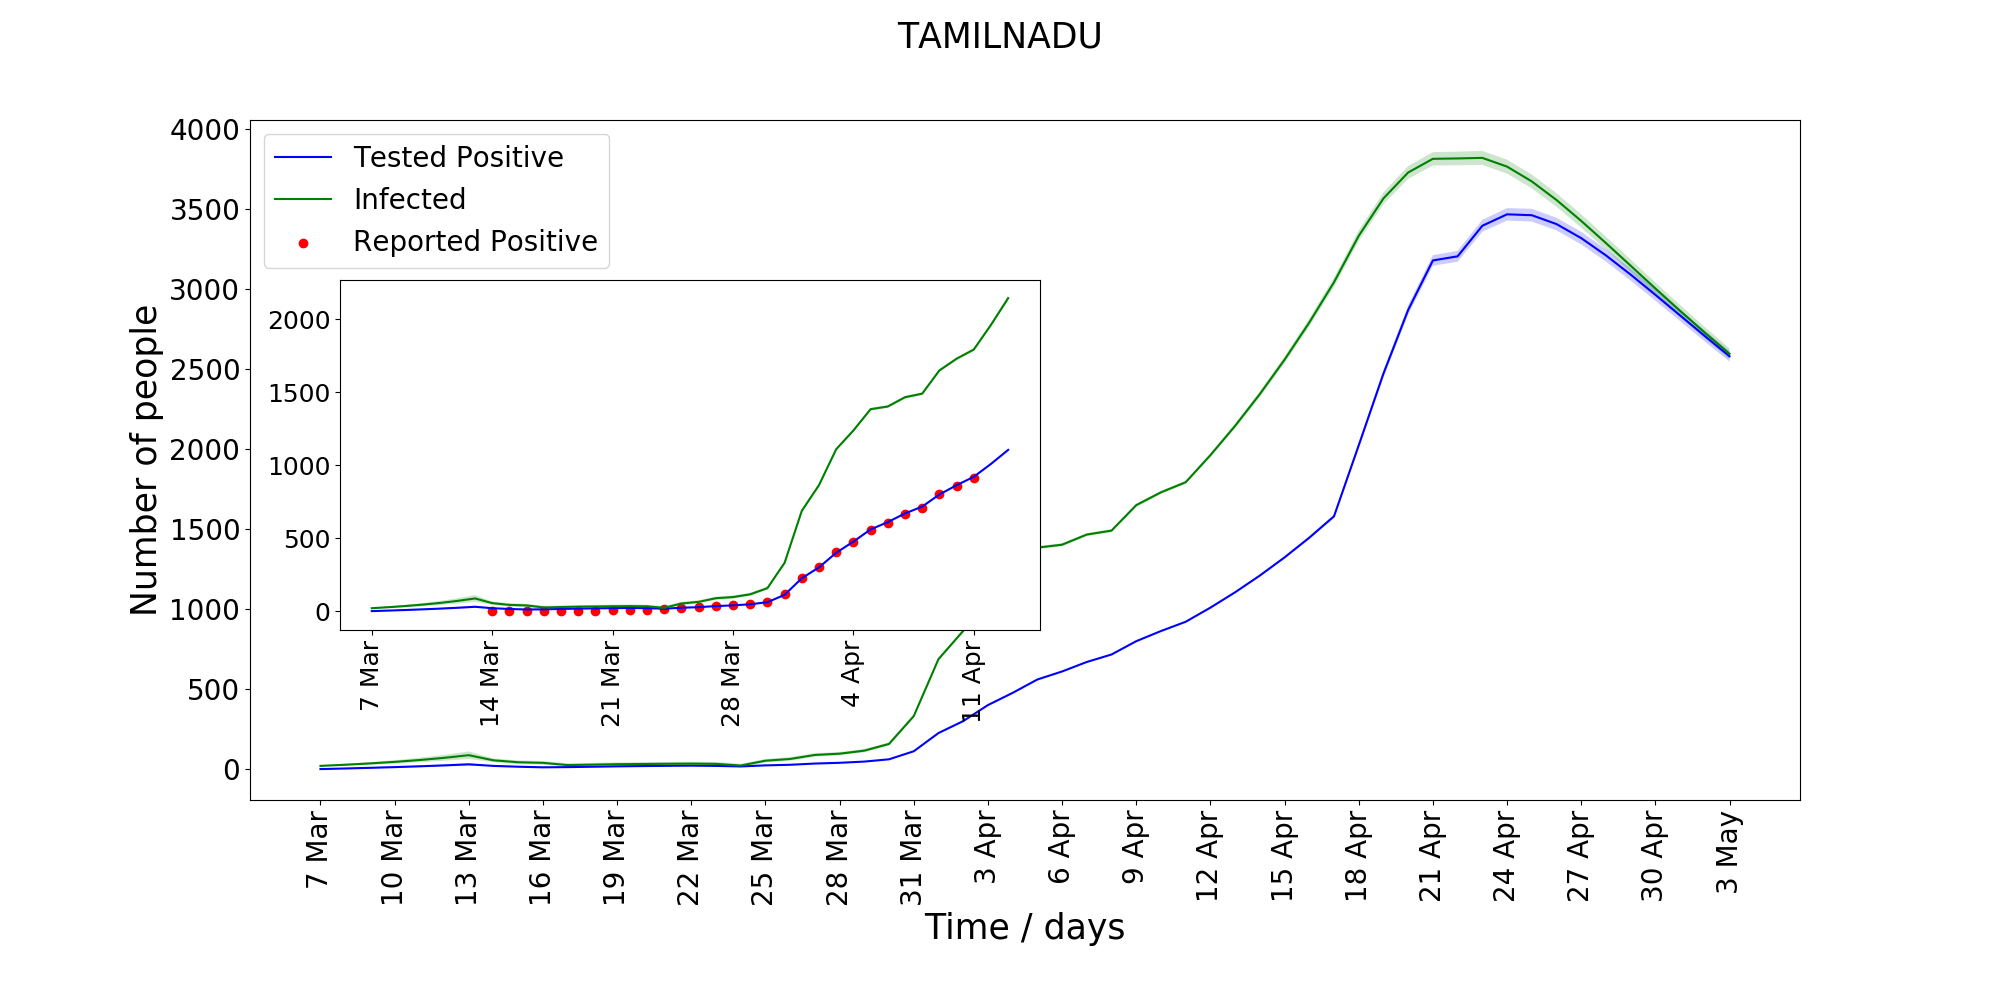 TAMILNADU
4000
3500
3000
2500
2000
1500
1000
500
0
Number of people
Tested Positive
Infected
Reported Positive
2000
1500
1000
500
0
7 Mar
14 Mar
21 Mar
28 Mar
4 Apr
11 Apr
7 Mar
10 Mar
13 Mar
16 Mar
19 Mar
22 Mar
25 Mar
28 Mar
31 Mar
3 Apr
6 Apr
9 Apr
12 Apr
15 Apr
18 Apr
21 Apr
24 Apr
27 Apr
30 Apr
3 May
Time / days